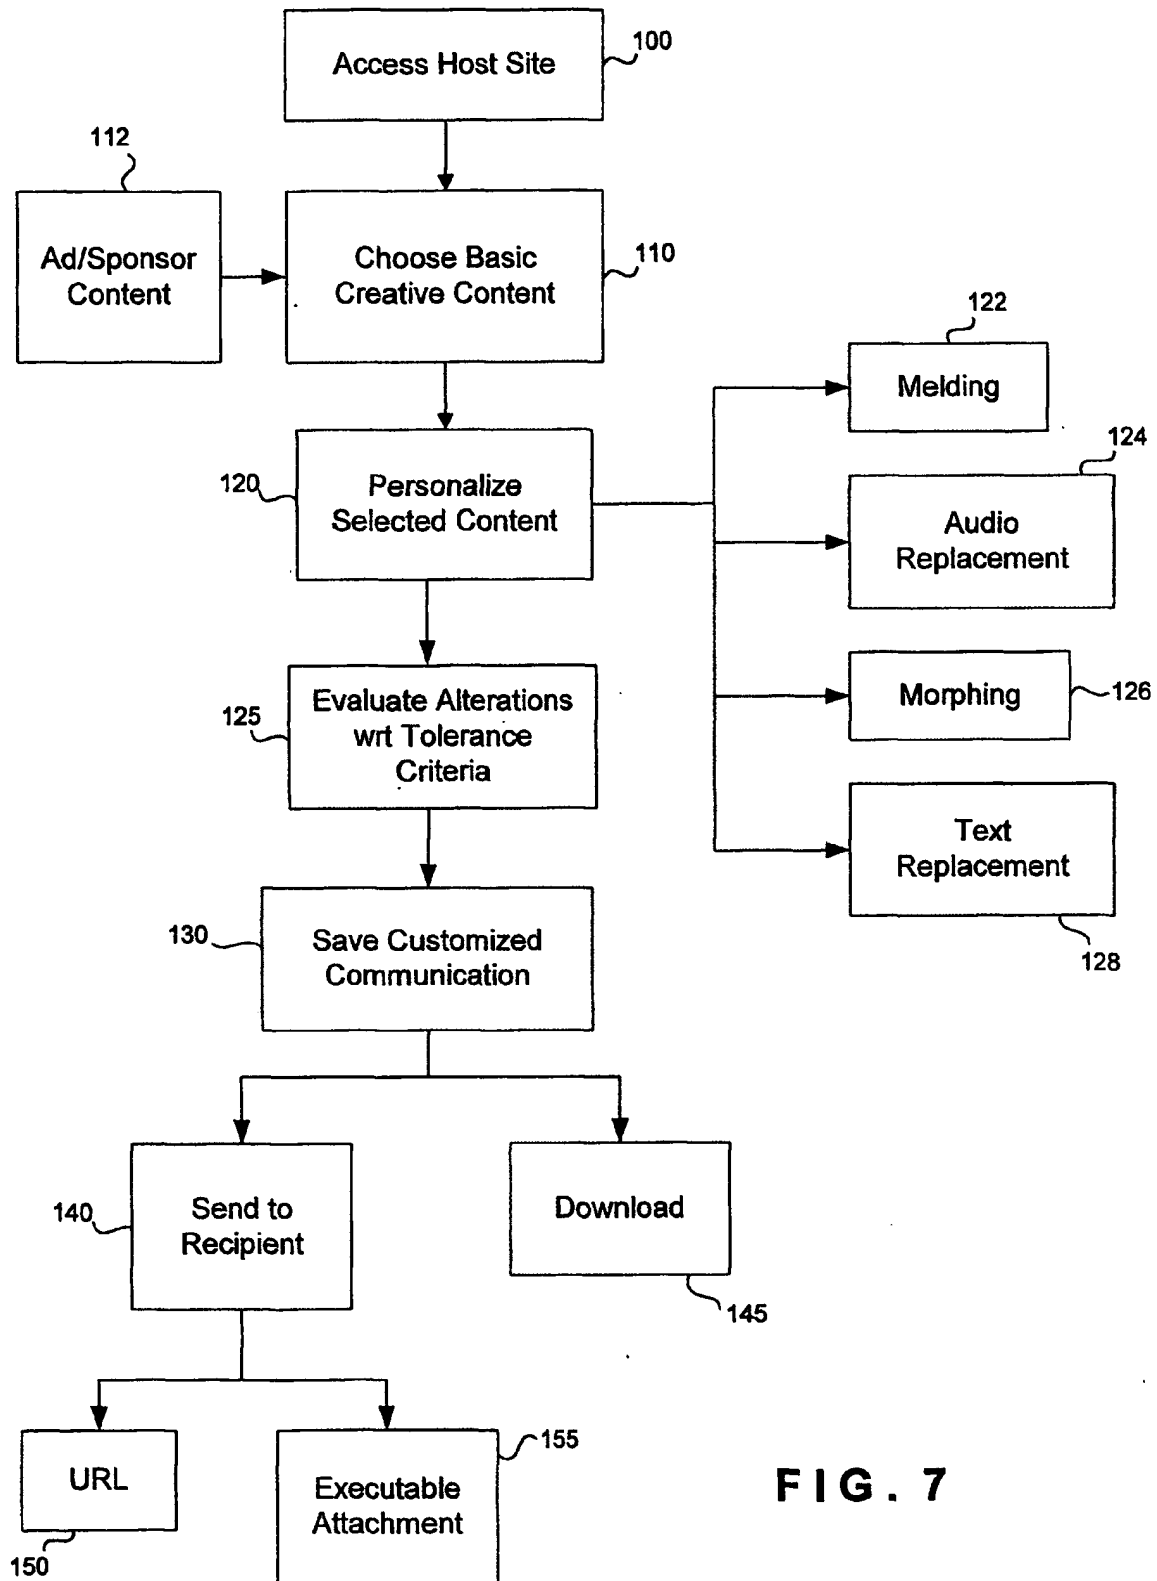 Access Host Site
100
112
Ad/Sponsor
Content
Choose Basic
Creative Content
110
122
Melding
120
Personalize
Selected Content
124
Audio
Replacement
125
Evaluate Alterations
wrt Tolerance
Criteria
Morphing
126
Text
Replacement
128
130
Save Customized
Communication
140
Send to
Recipient
Download
145
URL
150
155
Executable
Attachment
FIG. 7